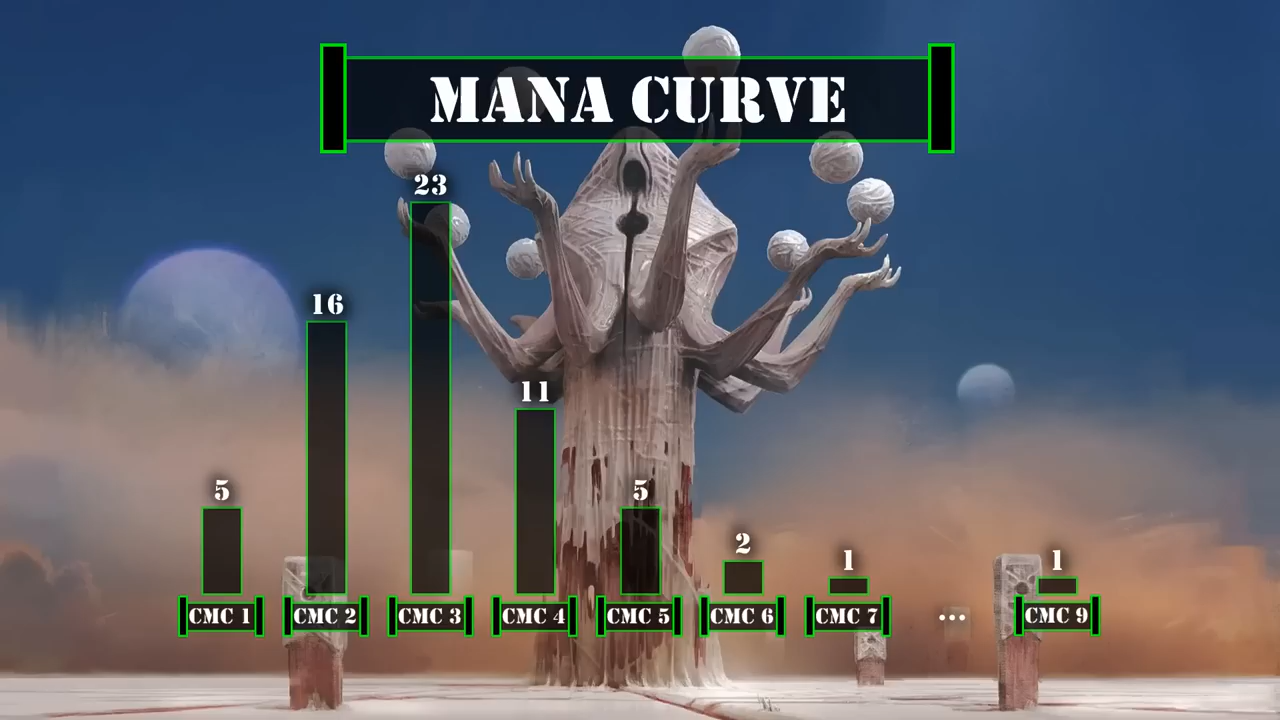 MANA CURVE
23
16
11
5
5
2
1
1
CMC 1
CMC 2
CMC 3
CMC 4
CMC 5
CMC 6
CMC 7
...
CMC 9